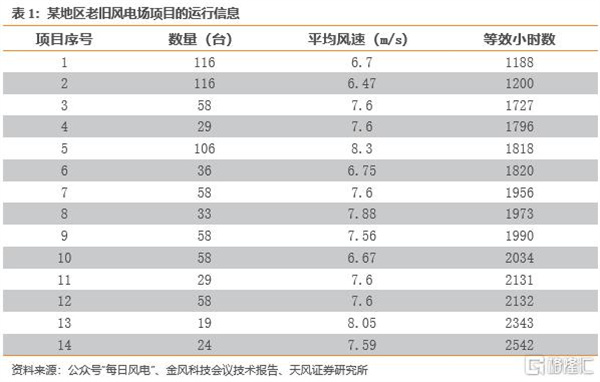 表 1：某地区老旧风电场项目的运行信息
项目序号 数量（台） 平均风速（m/s） 等效小时数
1 116 6.7 1188
2 116 6.47 1200
3 58 7.6 1727
4 29 7.6 1796
5 106 8.3 1818
6 36 6.75 1820
7 58 7.6 1956
8 33 7.88 1973
9 58 7.56 1990
10 58 6.67 2034
11 29 7.6 2131
12 58 7.6 2132
13 19 8.05 2343
14 24 7.59 2542
资料来源：公众号“每日风电”、金风科技会议技术报告、天风证券研究所
格隆汇